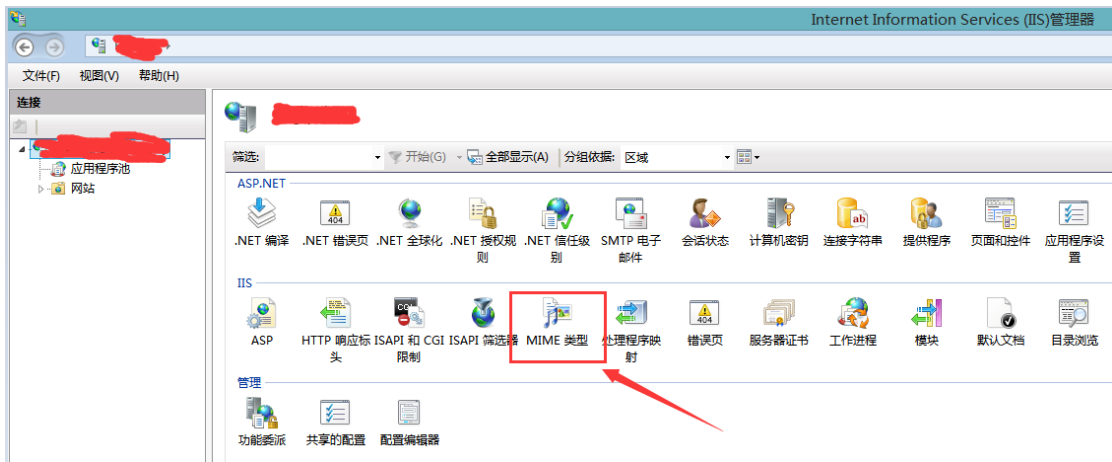 Internet Information Services (IIS)管理器
文件(F) 视图(V) 帮助(H)
连接
应用程序池
网站
筛选: 开始(G) 全部显示(A) 分组依据: 区域
ASP.NET
.NET 编译 .NET 错误页 .NET 全球化 .NET 授权规 .NET 信任级 SMTP 电子 会话状态 计算机密钥 连接字符串 提供程序 页面和控件 应用程序设
则 别 邮件 置
IIS
ASP HTTP 响应标 ISAPI 和 CGI ISAPI 筛选器 MIME 类型 处理程序映 错误页 服务器证书 工作进程 模块 默认文档 目录浏览
头 限制 射
管理
功能委派 共享的配置 配置编辑器